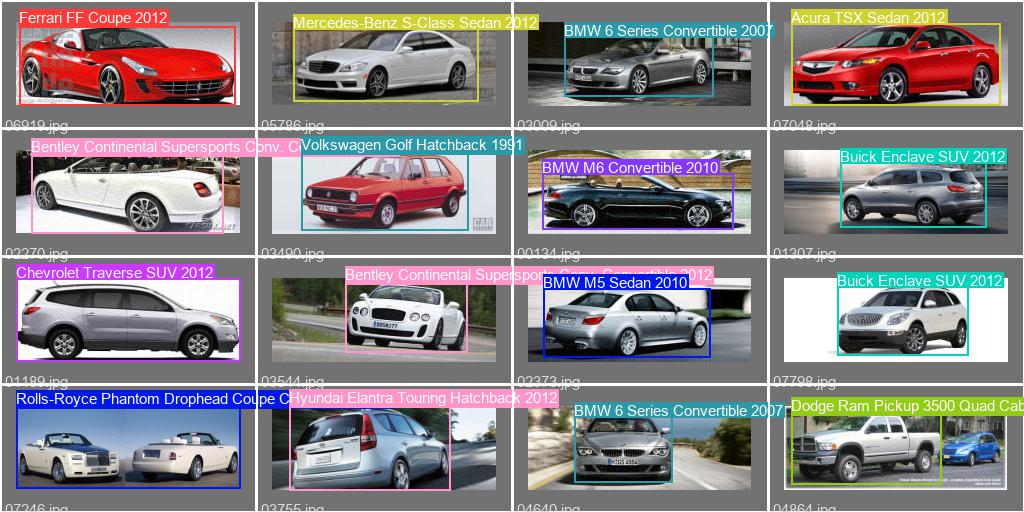 Ferrari FF Coupe 2012
Mercedes-Benz S-Class Sedan 2012
BMW 6 Series Convertible 2007
Acura TSX Sedan 2012
06919.jpg
05786.jpg
03009.jpg
07048.jpg
Bentley Continental Supersports Conv. C
Volkswagen Golf Hatchback 1991
BMW M6 Convertible 2010
Buick Enclave SUV 2012
CAR
02270.jpg
03490.jpg
00134.jpg
01307.jpg
Chevrolet Traverse SUV 2012
Bentley Continental Supersports Conv. Convertible 2012
BMW M5 Sedan 2010
Buick Enclave SUV 2012
01189.jpg
03544.jpg
02373.jpg
07798.jpg
Rolls-Royce Phantom Drophead Coupe C
Hyundai Elantra Touring Hatchback 2012
BMW 6 Series Convertible 2007
Dodge Ram Pickup 3500 Quad Cab
07246.jpg
03755.jpg
04640.jpg
04864.jpg